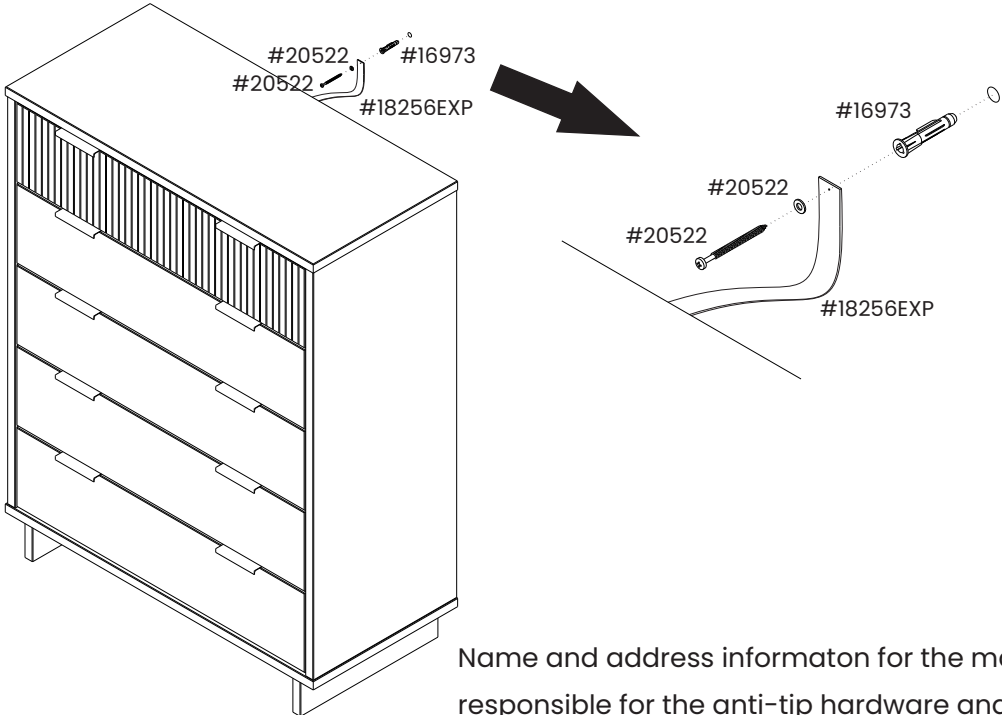 #20522
#16973
#20522
#18256EXP
#16973
#20522
#20522
#18256EXP
Name and address informaton for the
responsible for the anti-tip hardware